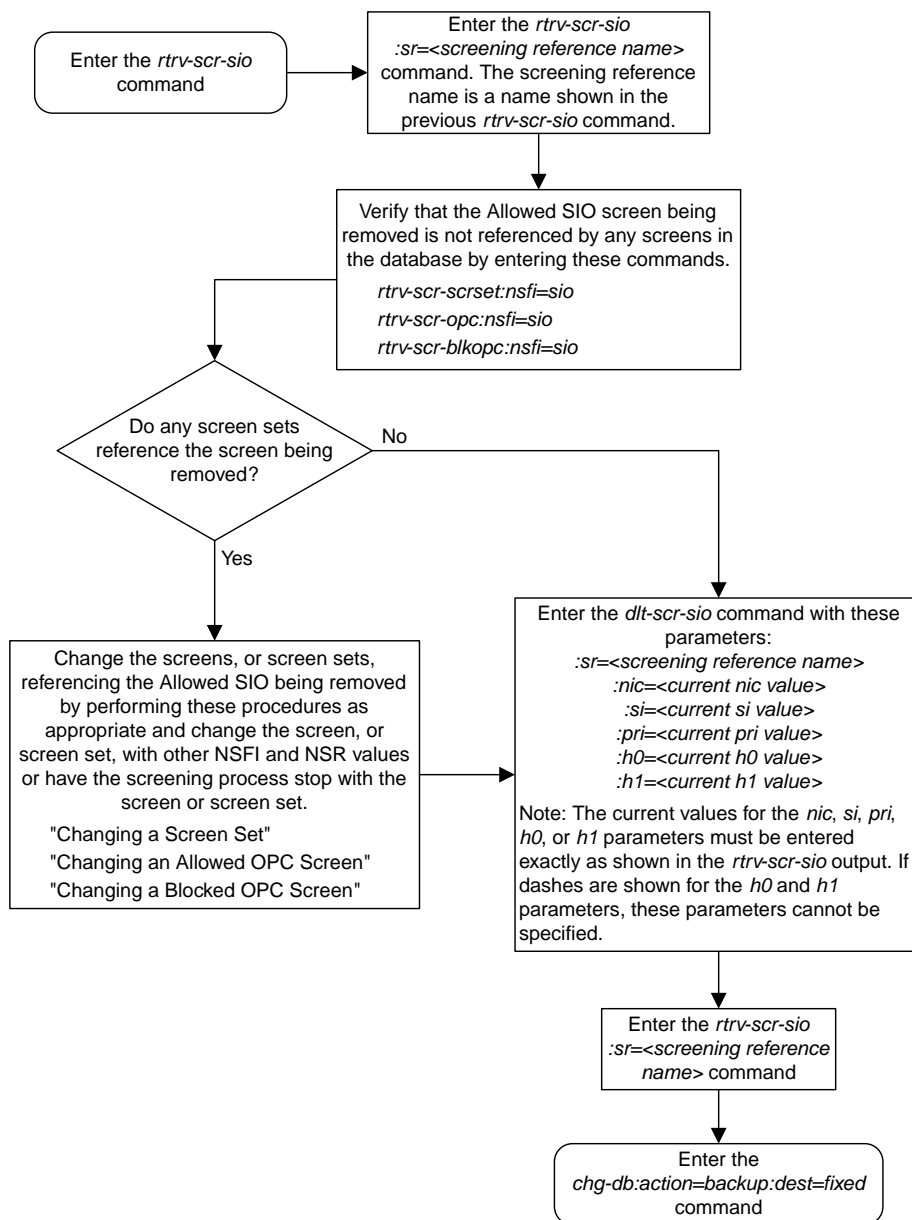 Enter the rtrv-scr-sio
command
Enter the rtrv-scr-sio
:sr=<screening reference name>
command. The screening reference
name is a name shown in the
previous rtrv-scr-sio command.
Verify that the Allowed SIO screen being
removed is not referenced by any screens in
the database by entering these commands.
rtrv-scr-scrset:nsfi=sio
rtrv-scr-opc:nsfi=sio
rtrv-scr-blkopc:nsfi=sio
Do any screen sets
reference the screen being
removed?
No
Yes
Change the screens, or screen sets,
referencing the Allowed SIO being removed
by performing these procedures as
appropriate and change the screen, or
screen set, with other NSFI and NSR values
or have the screening process stop with the
screen or screen set.
"Changing a Screen Set"
"Changing an Allowed OPC Screen"
"Changing a Blocked OPC Screen"
Enter the dlt-scr-sio command with these
parameters:
:sr=<screening reference name>
:nic=<current nic value>
:si=<current si value>
:pri=<current pri value>
:h0=<current h0 value>
:h1=<current h1 value>
Note: The current values for the nic, si, pri,
h0, or h1 parameters must be entered
exactly as shown in the rtrv-scr-sio output. If
dashes are shown for the h0 and h1
parameters, these parameters cannot be
specified.
Enter the rtrv-scr-sio
:sr=<screening reference
name> command
Enter the
chg-db:action=backup:dest=fixed
command